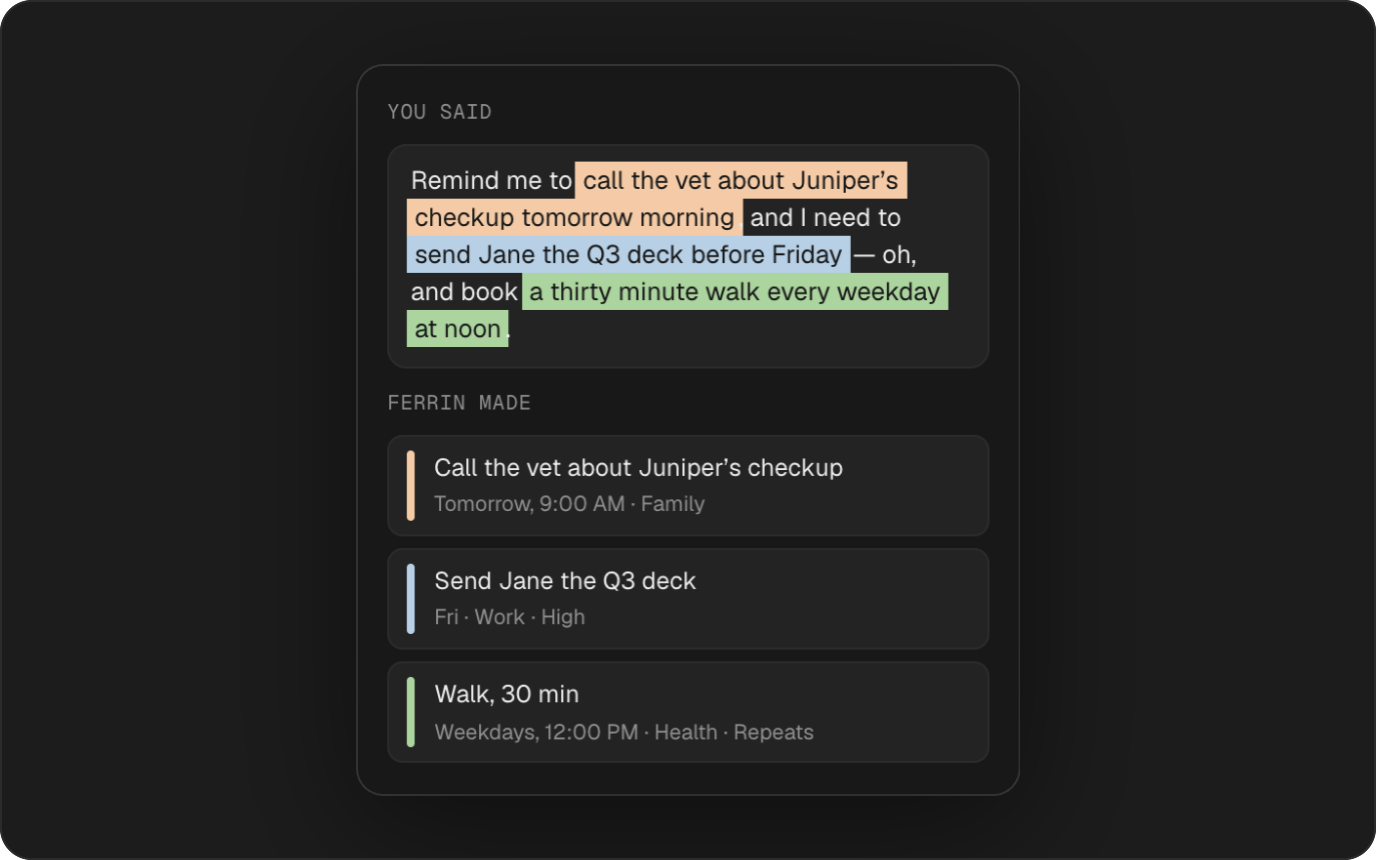 YOU SAID
Remind me to call the vet about Juniper’s
checkup tomorrow morning, and I need to
send Jane the Q3 deck before Friday — oh,
and book a thirty minute walk every weekday
at noon.
FERRIN MADE
Call the vet about Juniper’s checkup
Tomorrow, 9:00 AM · Family
Send Jane the Q3 deck
Fri · Work · High
Walk, 30 min
Weekdays, 12:00 PM · Health · Repeats